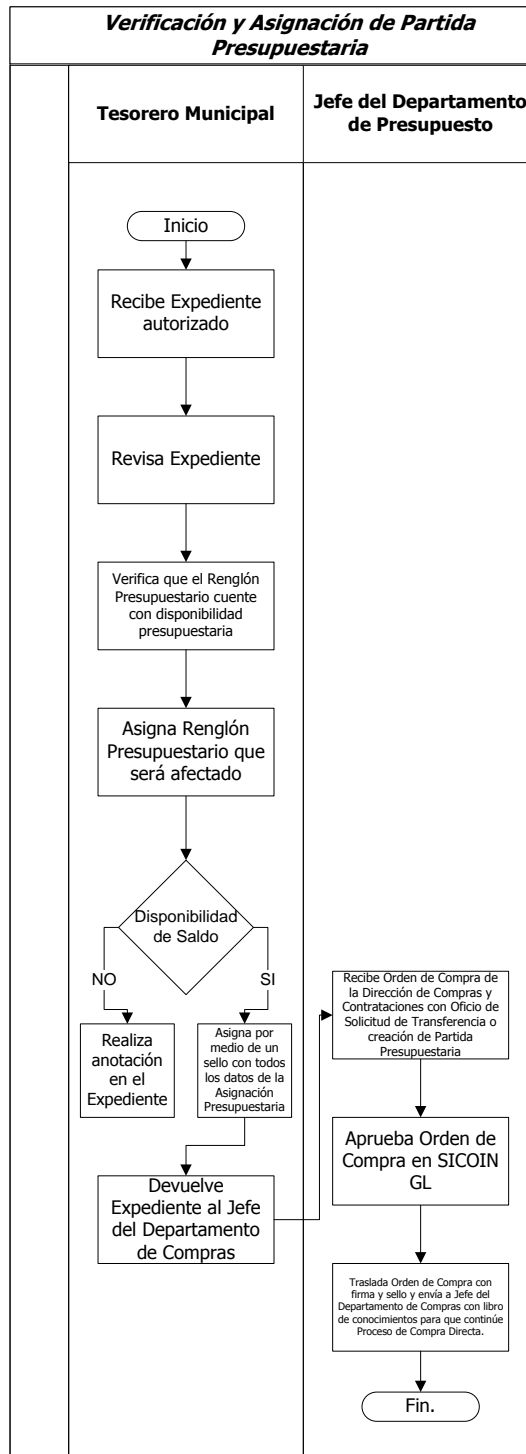 Verificación y Asignación de Partida
Presupuestaria
Tesorero Municipal
Jefe del Departamento
de Presupuesto
Inicio
Recibe Expediente
autorizado
Revisa Expediente
Verifica que el Renglón
Presupuestario cuente
con disponibilidad
presupuestaria
Asigna Renglón
Presupuestario que
será afectado
Disponibilidad
de Saldo
NO
SI
Realiza
anotación
en el
Expediente
Asigna por
medio de un
sello con todos
los datos de la
Asignación
Presupuestaria
Devuelve
Expediente al Jefe
del Departamento
de Compras
Recibe Orden de Compra de
la Dirección de Compras y
Contrataciones con Oficio de
Solicitud de Transferencia o
creación de Partida
Presupuestaria
Aprueba Orden de
Compra en SICOIN
GL
Traslada Orden de Compra con
firma y sello y envía a Jefe del
Departamento de Compras con libro
de conocimientos para que continúe
Proceso de Compra Directa.
Fin.